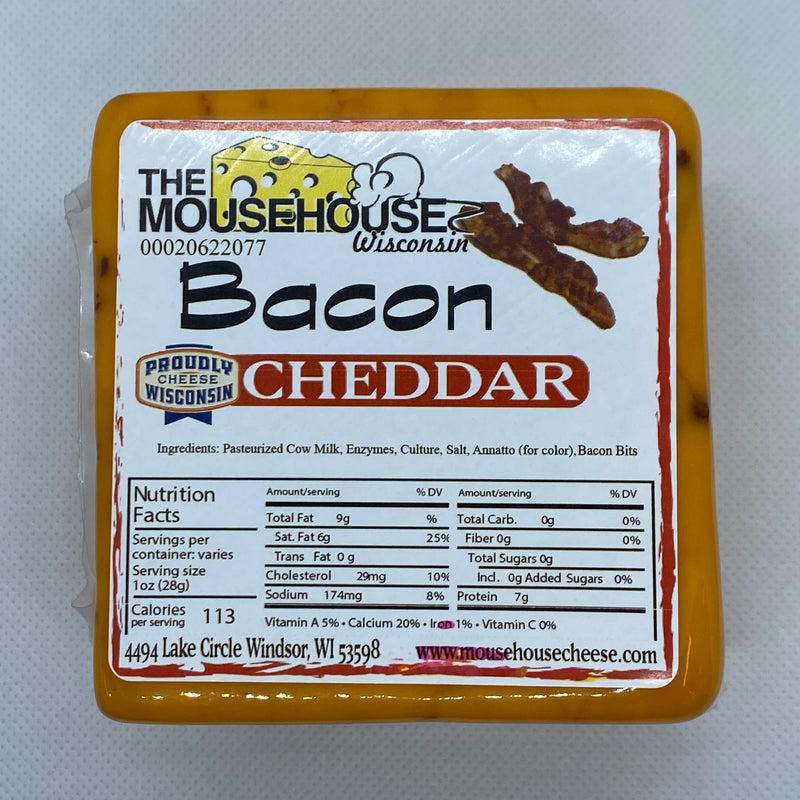 THE
MOUSEHOUSE
Wisconsin
00020622077
Bacon
PROUDLY
CHEESE
WISCONSIN
CHEDDAR
Ingredients: Pasteurized Cow Milk, Enzymes, Culture, Salt, Annatto (for color), Bacon Bits
Nutrition
Facts
Servings per
container: varies
Serving size
1oz (28g)
Calories
per serving 113
Amount/serving % DV
Total Fat 9g %
Sat. Fat 6g 25%
Trans Fat 0 g
Cholesterol 29mg 10%
Sodium 174mg 8%
Amount/serving % DV
Total Carb. 0g 0%
Fiber 0g 0%
Total Sugars 0g
Incl. 0g Added Sugars 0%
Protein 7g
Vitamin A 5% • Calcium 20% • Iron 1% • Vitamin C 0%
4494 Lake Circle Windsor, WI 53598 www.mousehousecheese.com